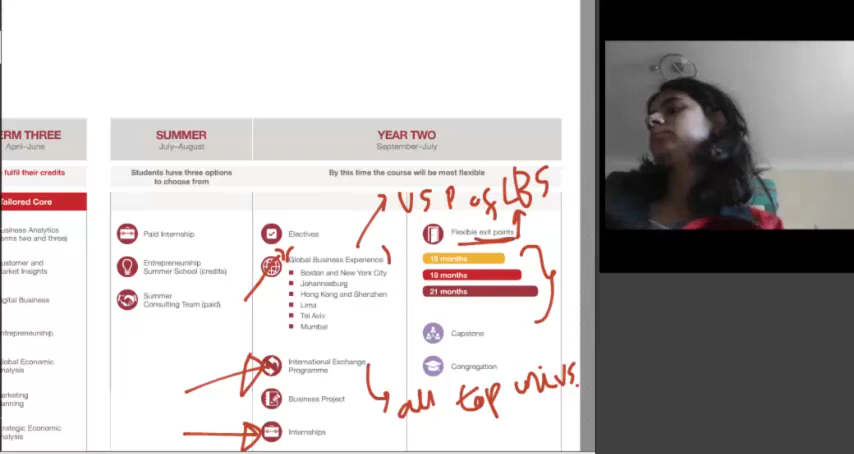 ERM THREE
April–June
SUMMER
July–August
YEAR TWO
September–July
fulfil their credits
Students have three options
to choose from
By this time the course will be most flexible
USP of LBS
ailored Core
usiness Analytics
erms two and three)
ustomer and
arket Insights
igital Business
ntrepreneurship
lobal Economic
nalysis
arketing
anning
trategic Economic
nalysis
Paid Internship
Entrepreneurship
Summer School (credits)
Summer
Consulting Team (paid)
Electives
Global Business Experience
Boston and New York City
Johannesburg
Hong Kong and Shenzhen
Lima
Tel Aviv
Mumbai
International Exchange
Programme
Business Project
Internships
Flexible exit points
15 months
18 months
21 months
Capstone
Congregation
all top univs.